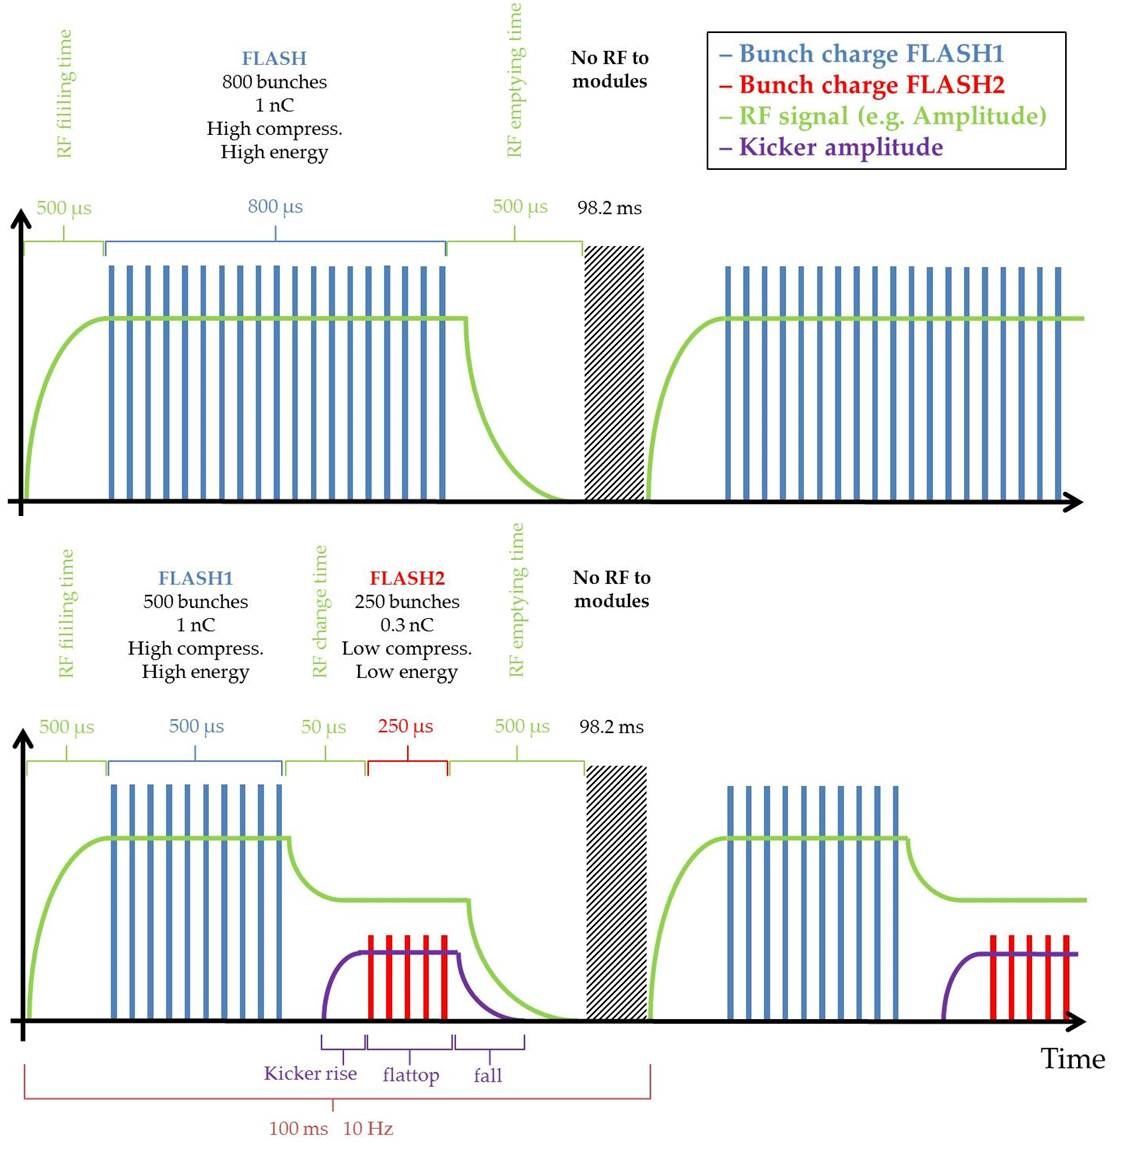 RF fililing time
FLASH
800 bunches
1 nC
High compress.
High energy
RF emptying time
No RF to
modules
– Bunch charge FLASH1
– Bunch charge FLASH2
– RF signal (e.g. Amplitude)
– Kicker amplitude
500 µs
800 µs
500 µs
98.2 ms
RF fililing time
FLASH1
500 bunches
1 nC
High compress.
High energy
RF change time
FLASH2
250 bunches
0.3 nC
Low compress.
Low energy
RF emptying time
No RF to
modules
500 µs
500 µs
50 µs
250 µs
500 µs
98.2 ms
Time
Kicker rise
flattop
fall
100 ms 10 Hz